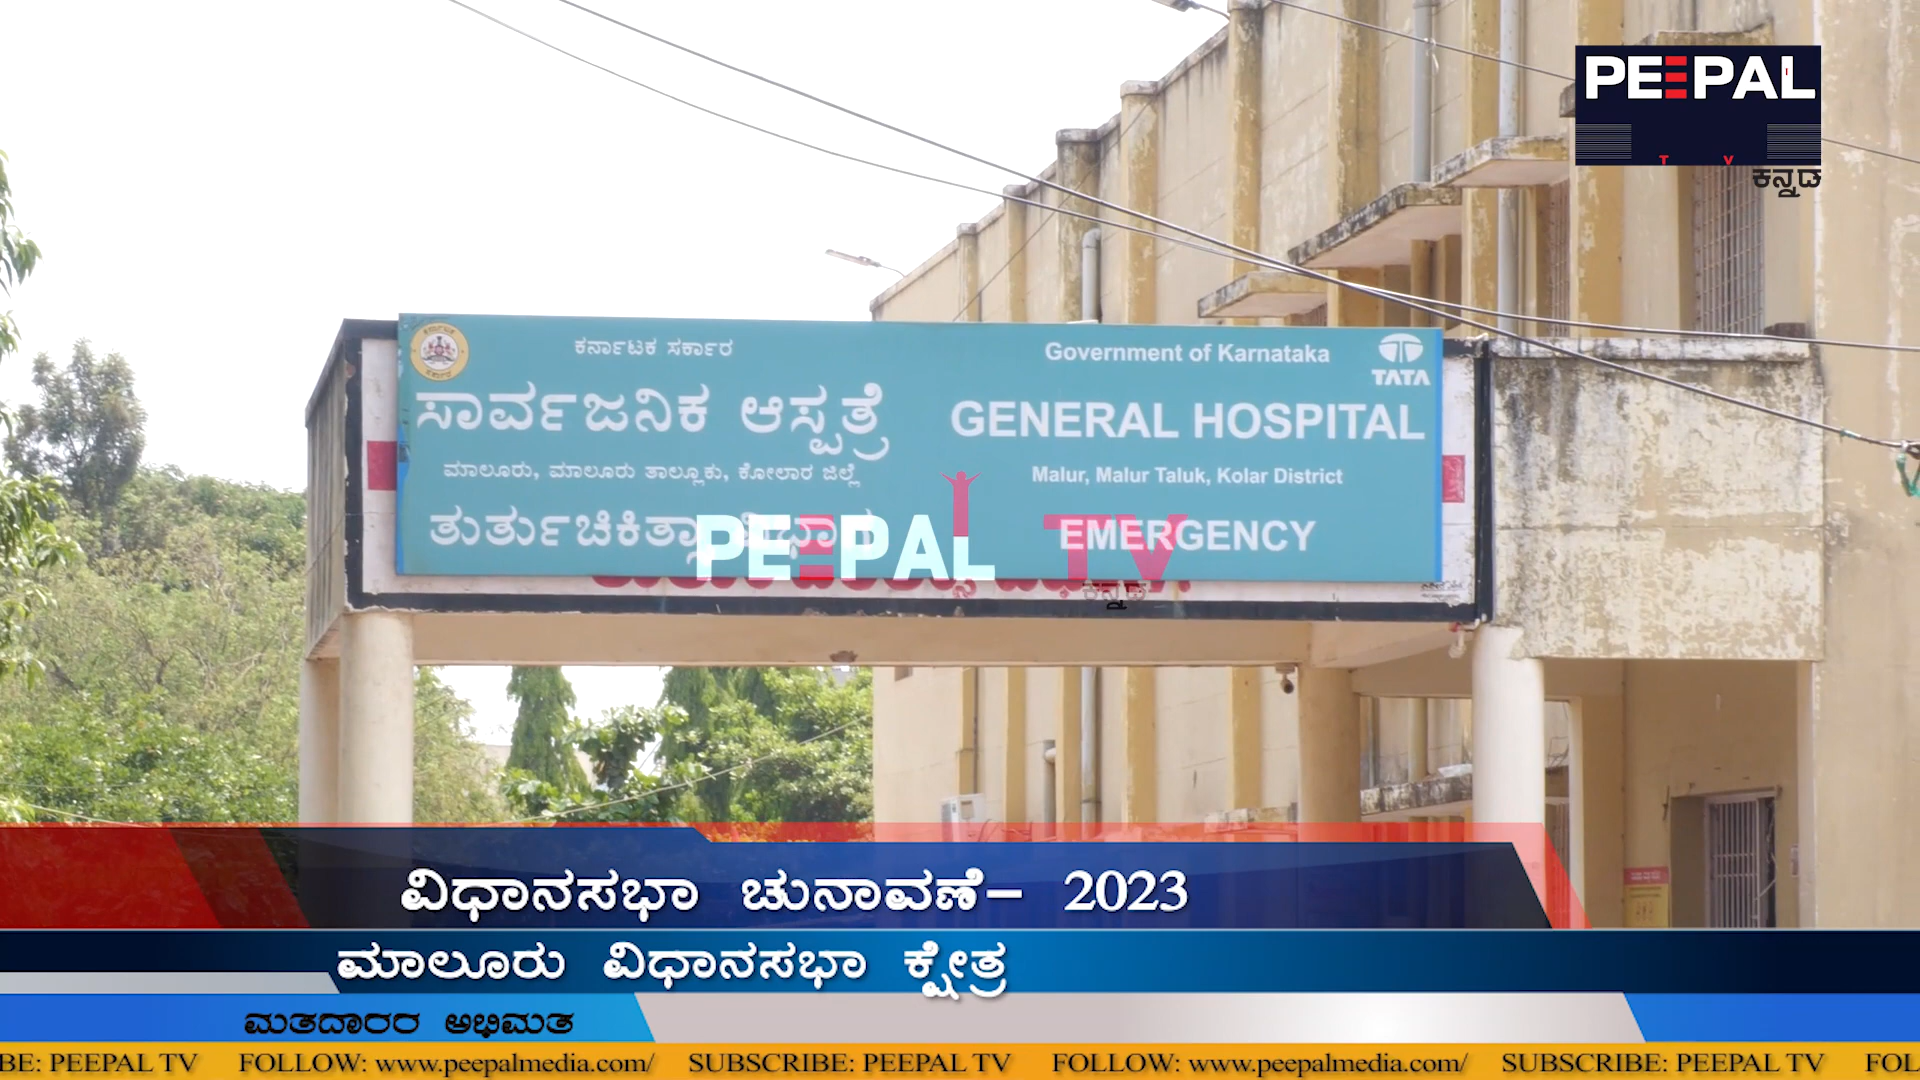 PEEPAL
T V
ಕನ್ನಡ
ಕರ್ನಾಟಕ ಸರ್ಕಾರ
Government of Karnataka
TATA
ಸಾರ್ವಜನಿಕ ಆಸ್ಪತ್ರೆ
GENERAL HOSPITAL
ಮಾಲೂರು, ಮಾಲೂರು ತಾಲ್ಲೂಕು, ಕೋಲಾರ ಜಿಲ್ಲೆ
Malur, Malur Taluk, Kolar District
ತುರ್ತುಚಿಕಿತ್ಸಾ ವಿಭಾಗ
EMERGENCY
PEEPAL TV
ಕನ್ನಡ
ವಿಧಾನಸಭಾ ಚುನಾವಣೆ- 2023
ಮಾಲೂರು ವಿಧಾನಸಭಾ ಕ್ಷೇತ್ರ
ಮತದಾರರ ಅಭಿಮತ
BE: PEEPAL TV FOLLOW: www.peepalmedia.com/ SUBSCRIBE: PEEPAL TV FOLLOW: www.peepalmedia.com/ SUBSCRIBE: PEEPAL TV FOL